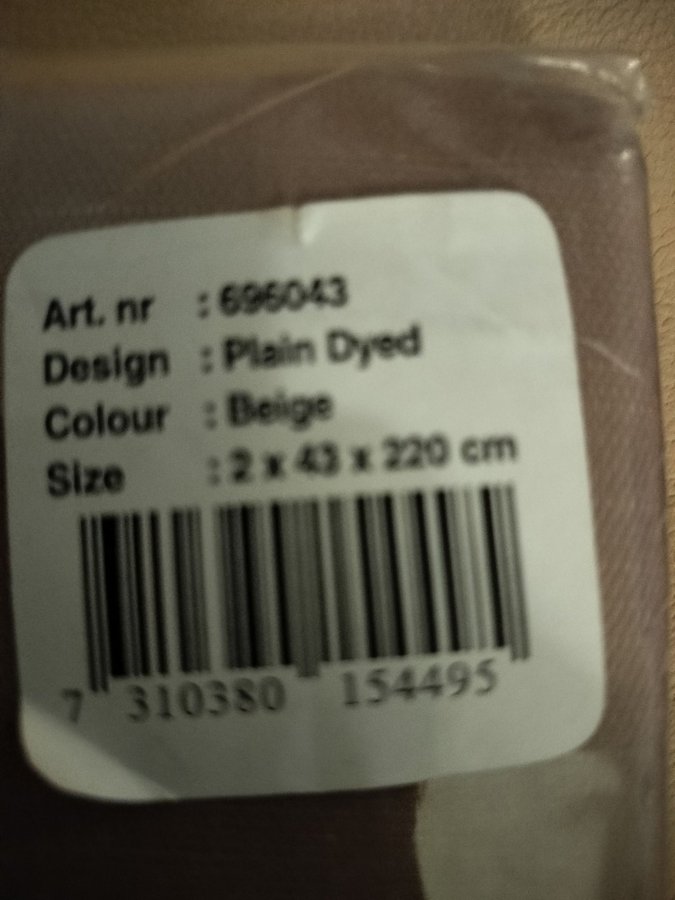 Art. nr : 696043
Design : Plain Dyed
Colour : Beige
Size : 2 x 43 x 220 cm
7 310380 154495